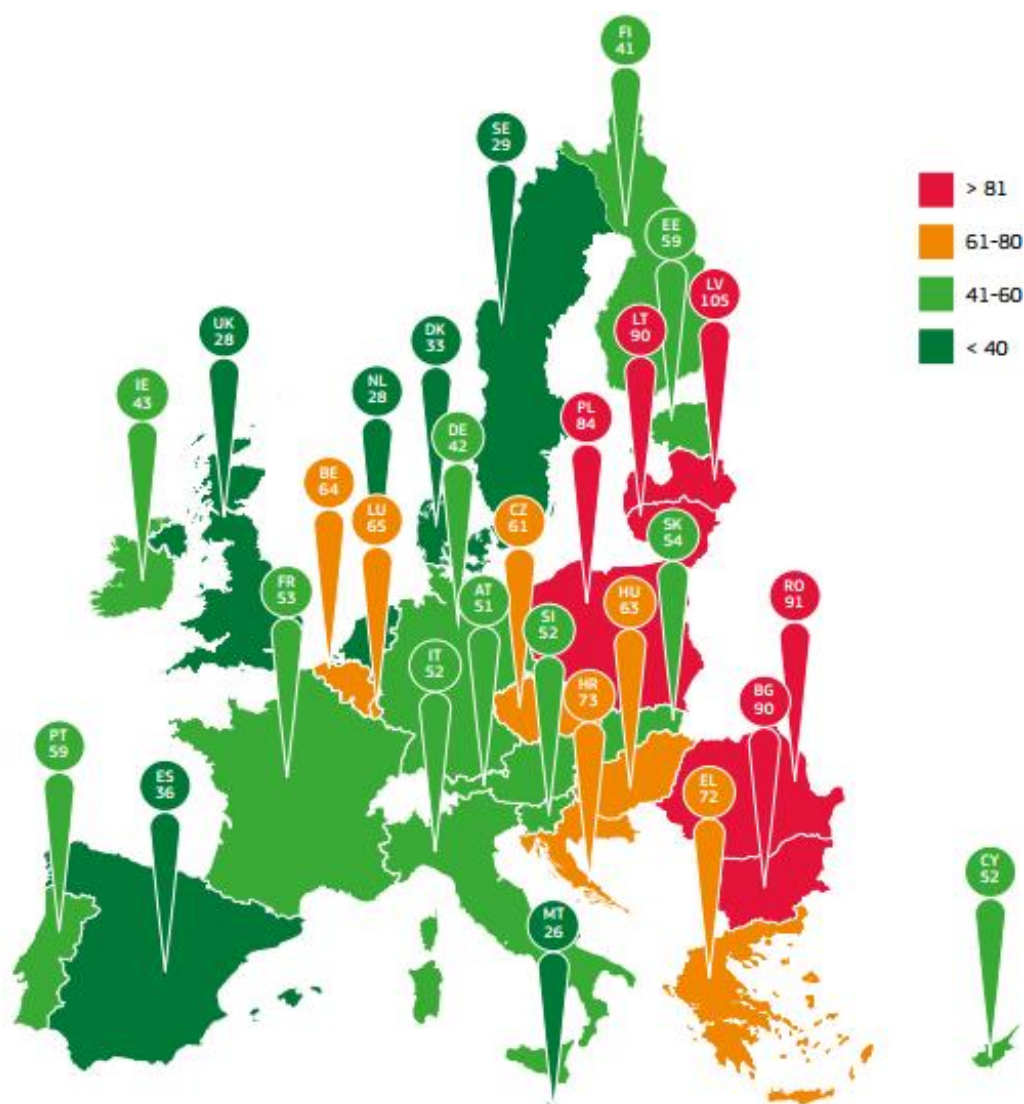 FI
41
SE
29
> 81
61-80
41-60
< 40
EE
59
LV
105
LT
90
UK
28
DK
33
IE
43
NL
28
PL
84
DE
42
BE
64
LU
65
CZ
61
SK
54
FR
53
AT
51
HU
63
RO
91
SI
52
IT
52
HR
73
BG
90
PT
59
ES
36
EL
72
CY
52
MT
26